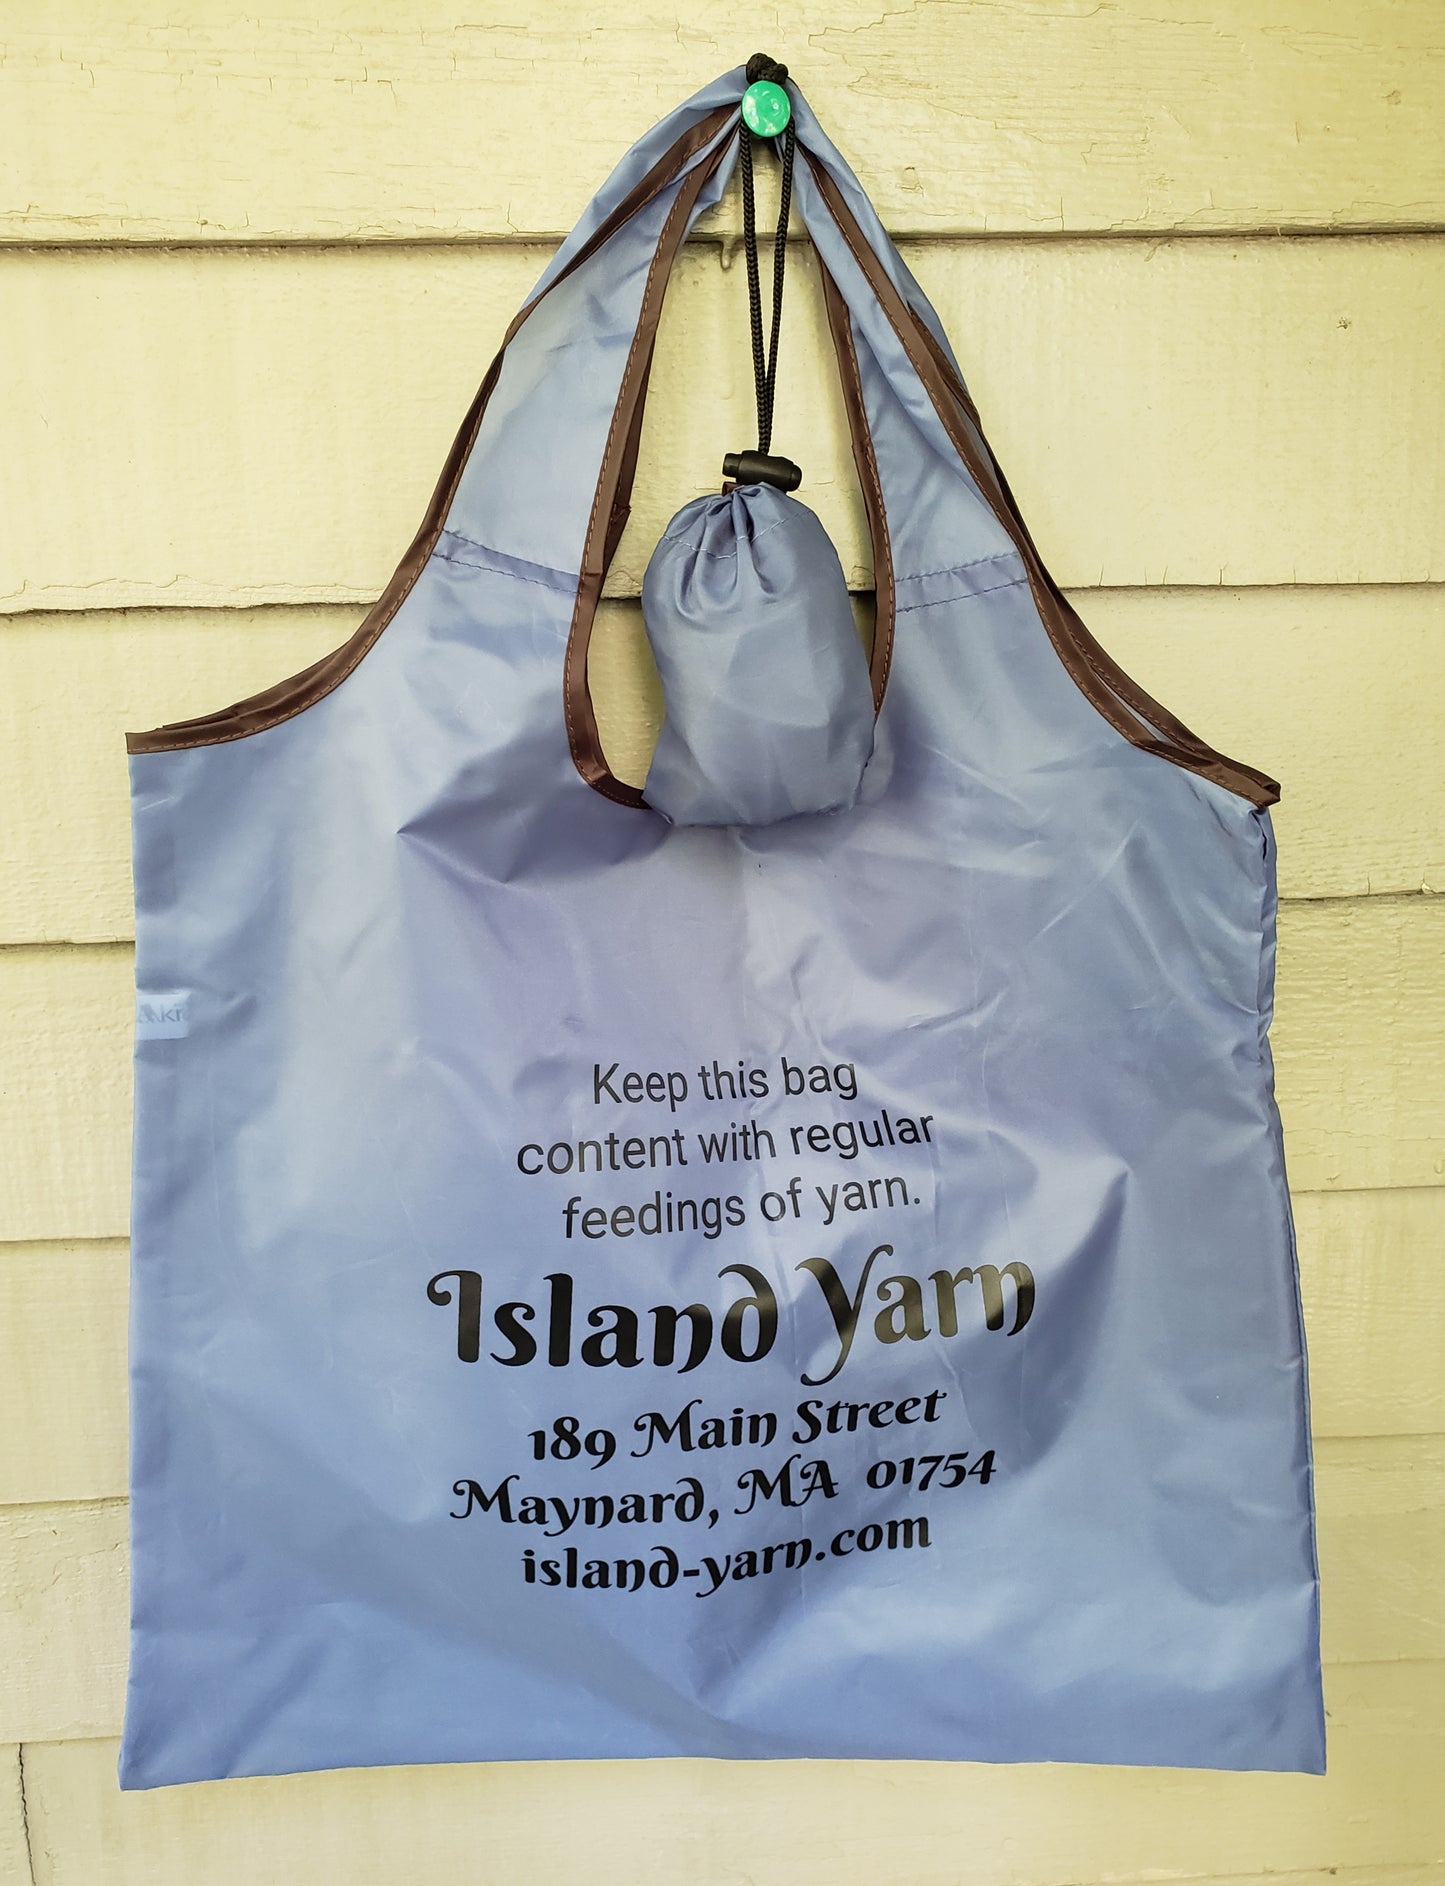 Keep this bag
content with regular
feedings of yarn.
Island Yarn
189 Main Street
Maynard, MA 01754
island-yarn.com